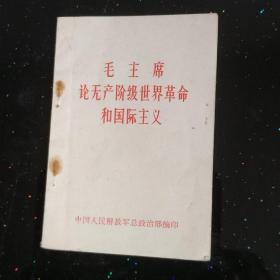 毛主席
论无产阶级世界革命
和国际主义
中国人民解放军总政治部编印